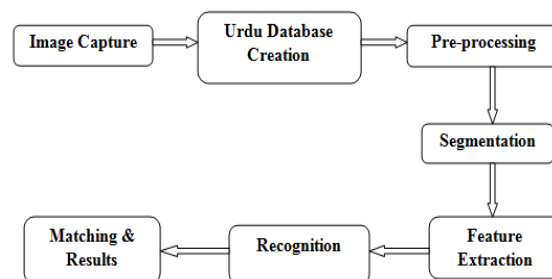 Image Capture
Urdu Database
Creation
Pre-processing
Segmentation
Feature
Extraction
Recognition
Matching &
Results